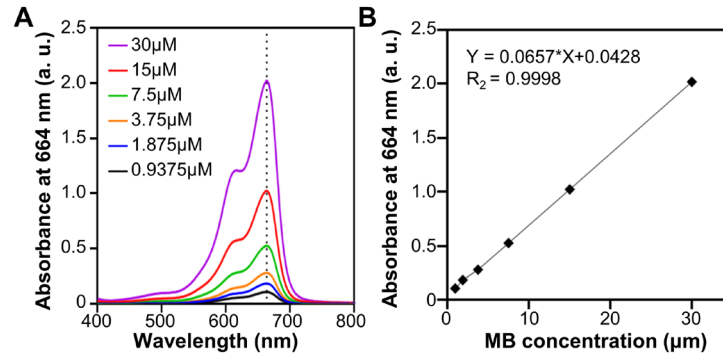 A
Absorbance at 664 nm (a. u.)
2.5
2.0
1.5
1.0
0.5
0
30µM
15µM
7.5µM
3.75µM
1.875µM
0.9375µM
400
500
600
700
800
Wavelength (nm)
B
Absorbance at 664 nm (a. u.)
2.5
2.0
1.5
1.0
0.5
0
Y = 0.0657*X+0.0428
R2 = 0.9998
0
10
20
30
MB concentration (µm)